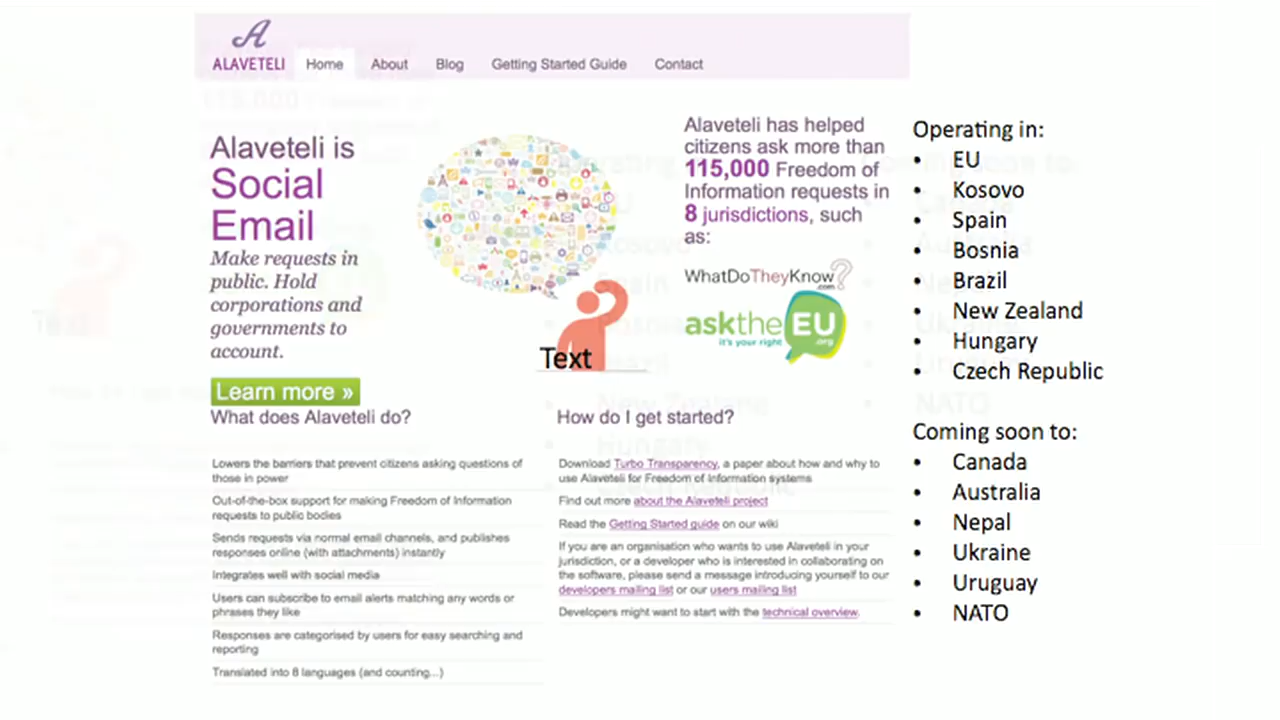 ALAVETELI
Home About Blog Getting Started Guide Contact
Alaveteli is
Social
Email
Make requests in
public. Hold
corporations and
governments to
account.
Learn more »
Text
Alaveteli has helped
citizens ask more than
115,000 Freedom of
Information requests in
8 jurisdictions, such
as:
WhatDoTheyKnow?
.com
asktheEU
it's your right
.org
What does Alaveteli do?
Lowers the barriers that prevent citizens asking questions of
those in power
Out-of-the-box support for making Freedom of Information
requests to public bodies
Sends requests via normal email channels, and publishes
responses online (with attachments) instantly
Integrates well with social media
Users can subscribe to email alerts matching any words or
phrases they like
Responses are categorised by users for easy searching and
reporting
Translated into 8 languages (and counting...)
How do I get started?
Download Turbo Transparency, a paper about how and why to
use Alaveteli for Freedom of Information systems
Find out more about the Alaveteli project
Read the Getting Started guide on our wiki
If you are an organisation who wants to use Alaveteli in your
jurisdiction, or a developer who is interested in collaborating on
the software, please send a message introducing yourself to our
developers mailing list or our users mailing list
Developers might want to start with the technical overview.
Operating in:
• EU
• Kosovo
• Spain
• Bosnia
• Brazil
• New Zealand
• Hungary
• Czech Republic
Coming soon to:
• Canada
• Australia
• Nepal
• Ukraine
• Uruguay
• NATO